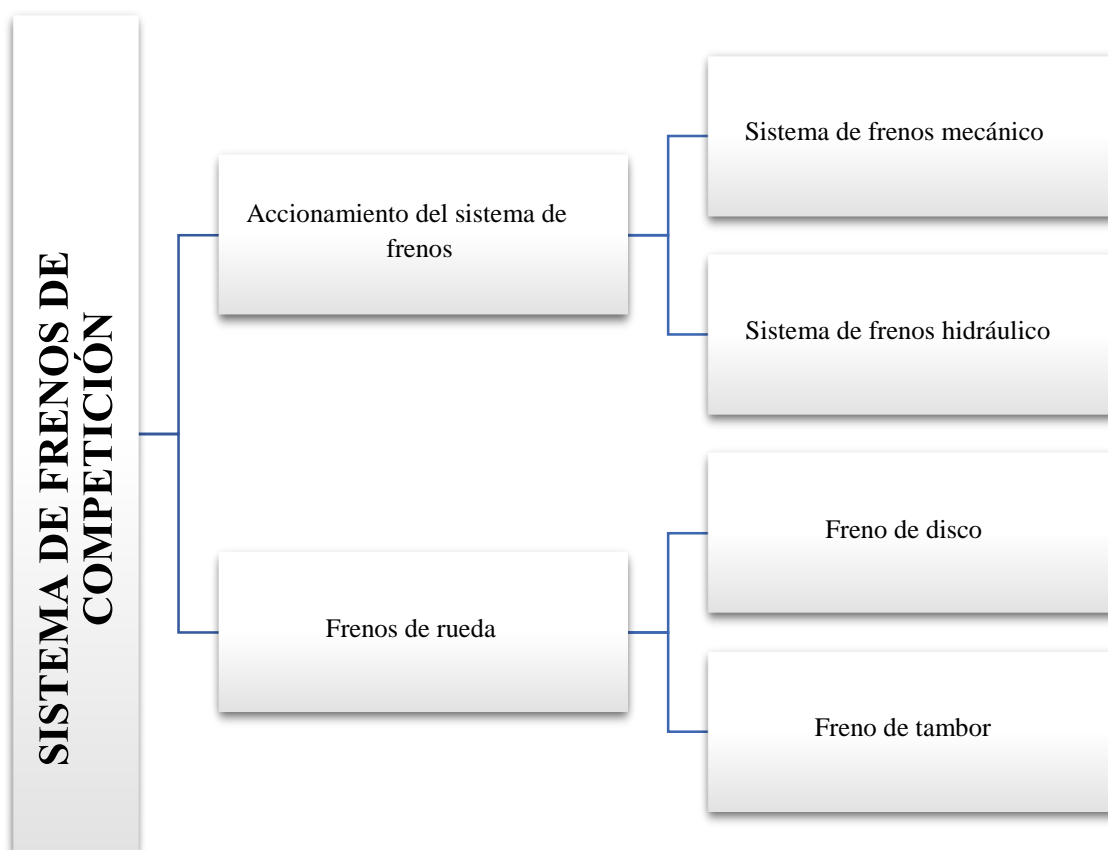 SISTEMA DE FRENOS DE
COMPETICIÓN
Accionamiento del sistema de
frenos
Sistema de frenos mecánico
Sistema de frenos hidráulico
Frenos de rueda
Freno de disco
Freno de tambor